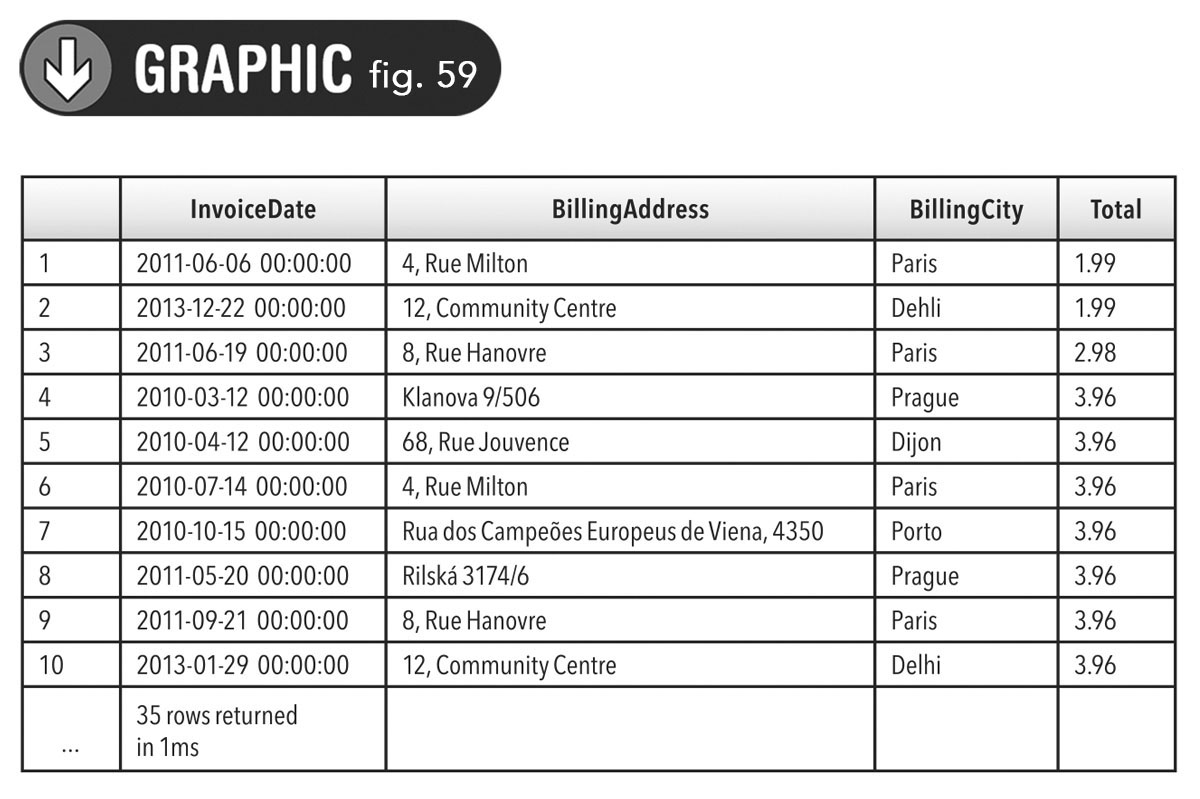 GRAPHIC fig. 59
InvoiceDate BillingAddress BillingCity Total
1 2011-06-06 00:00:00 4, Rue Milton Paris 1.99
2 2013-12-22 00:00:00 12, Community Centre Dehli 1.99
3 2011-06-19 00:00:00 8, Rue Hanovre Paris 2.98
4 2010-03-12 00:00:00 Klanova 9/506 Prague 3.96
5 2010-04-12 00:00:00 68, Rue Jouvence Dijon 3.96
6 2010-07-14 00:00:00 4, Rue Milton Paris 3.96
7 2010-10-15 00:00:00 Rua dos Campeões Europeus de Viena, 4350 Porto 3.96
8 2011-05-20 00:00:00 Rilská 3174/6 Prague 3.96
9 2011-09-21 00:00:00 8, Rue Hanovre Paris 3.96
10 2013-01-29 00:00:00 12, Community Centre Delhi 3.96
35 rows returned
... in 1ms